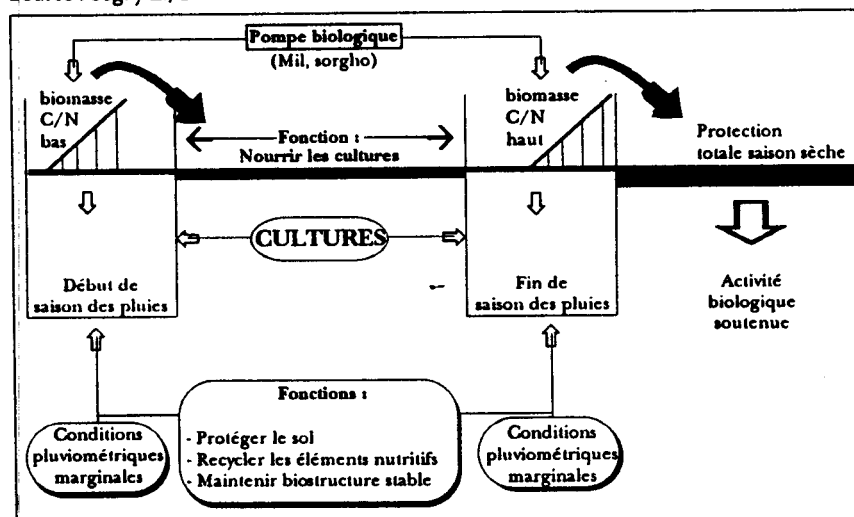 Pompe biologique
(Mil, sorgho)
biomasse
C/N
bas
Fonction :
Nourrir les cultures
biomasse
C/N
haut
Protection
totale saison sèche
CULTURES
Début de
saison des pluies
Fin de
saison des pluies
Activité
biologique
soutenue
Fonctions :
- Protéger le sol
- Recycler les éléments nutritifs
- Maintenir biostructure stable
Conditions
pluviométriques
marginales
Conditions
pluviométriques
marginales